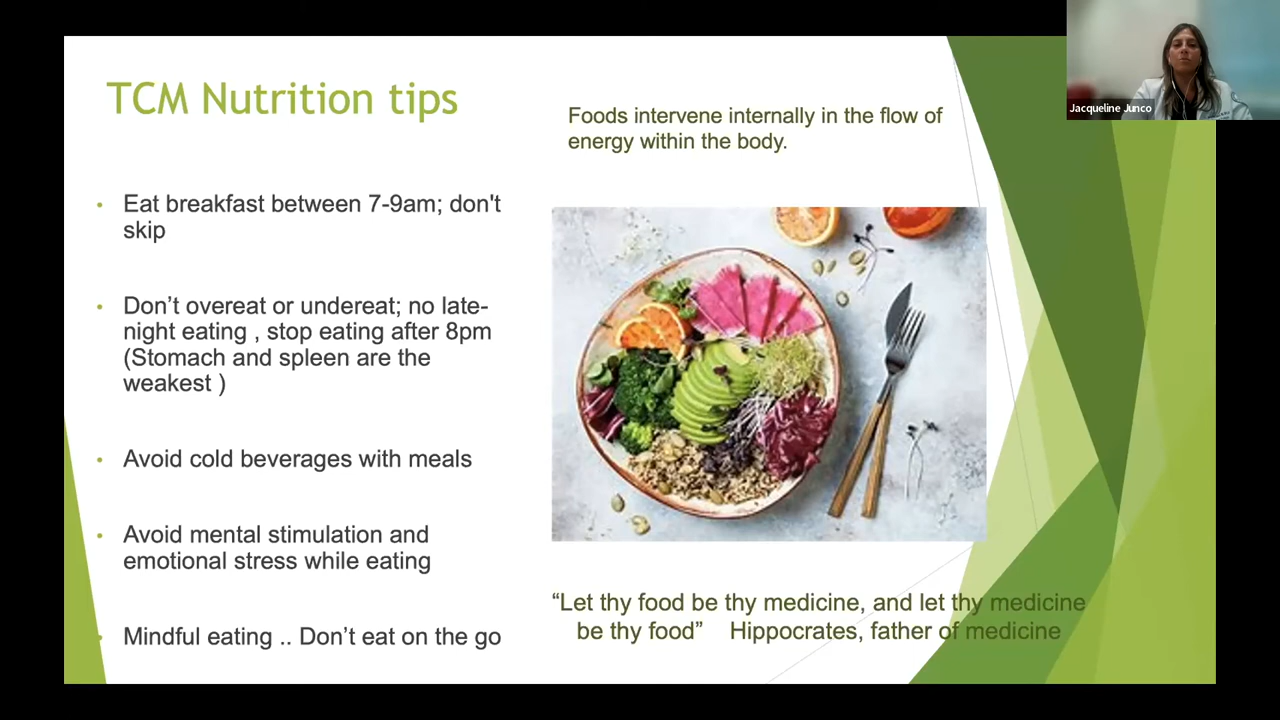 TCM Nutrition tips
Foods intervene internally in the flow of
energy within the body.
Jacqueline Junco
• Eat breakfast between 7-9am; don't
skip
• Don’t overeat or undereat; no late-
night eating , stop eating after 8pm
(Stomach and spleen are the
weakest )
• Avoid cold beverages with meals
• Avoid mental stimulation and
emotional stress while eating
• Mindful eating .. Don’t eat on the go
“Let thy food be thy medicine, and let thy medicine
be thy food” Hippocrates, father of medicine